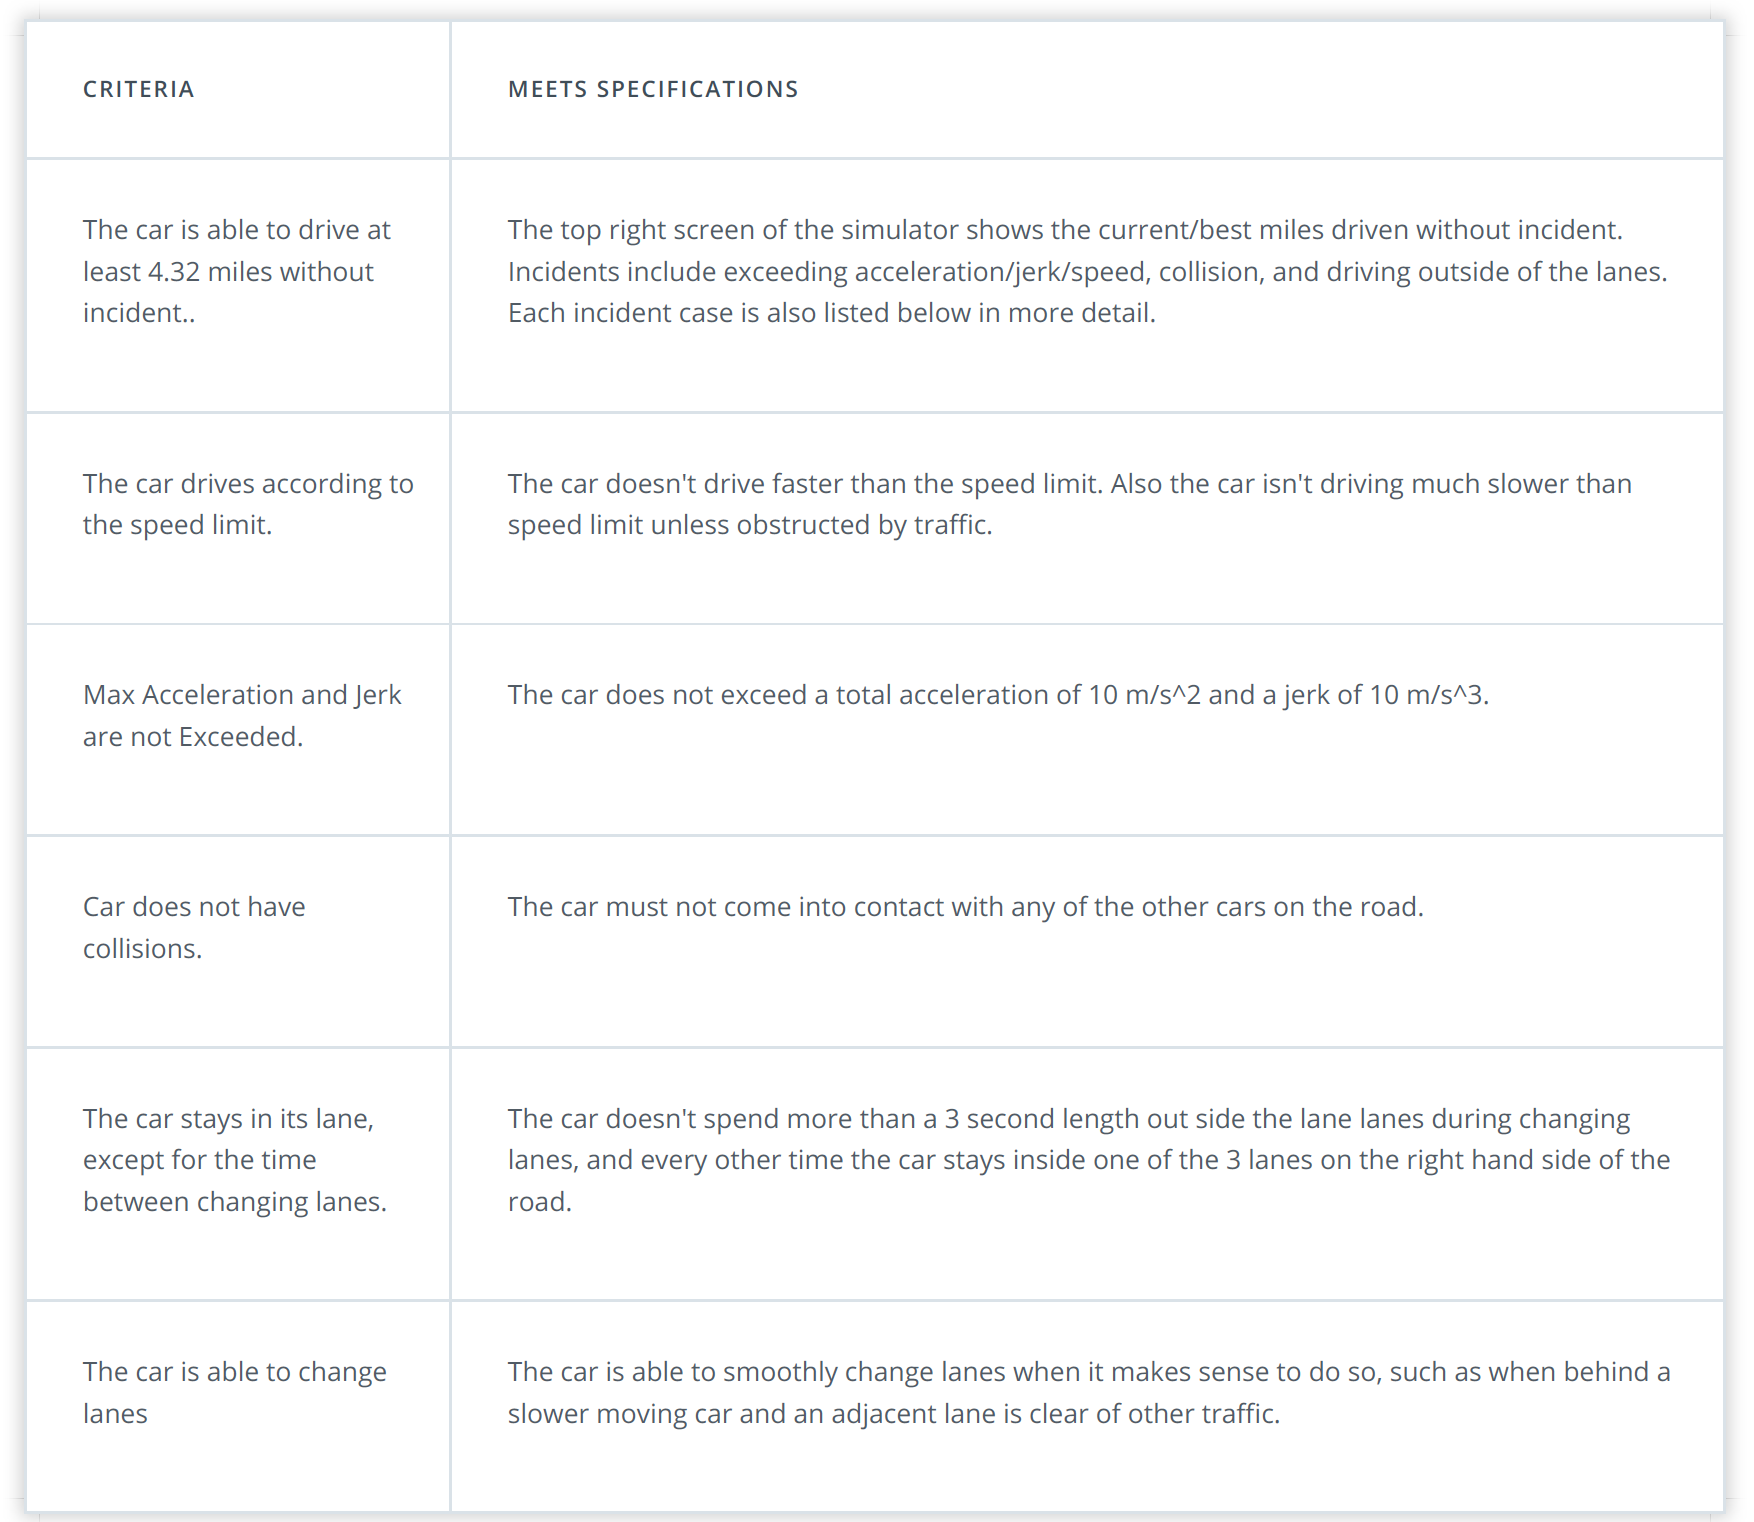 CRITERIA
MEETS SPECIFICATIONS
The car is able to drive at
least 4.32 miles without
incident..
The top right screen of the simulator shows the current/best miles driven without incident.
Incidents include exceeding acceleration/jerk/speed, collision, and driving outside of the lanes.
Each incident case is also listed below in more detail.
The car drives according to
the speed limit.
The car doesn't drive faster than the speed limit. Also the car isn't driving much slower than
speed limit unless obstructed by traffic.
Max Acceleration and Jerk
are not Exceeded.
The car does not exceed a total acceleration of 10 m/s^2 and a jerk of 10 m/s^3.
Car does not have
collisions.
The car must not come into contact with any of the other cars on the road.
The car stays in its lane,
except for the time
between changing lanes.
The car doesn't spend more than a 3 second length out side the lane lanes during changing
lanes, and every other time the car stays inside one of the 3 lanes on the right hand side of the
road.
The car is able to change
lanes
The car is able to smoothly change lanes when it makes sense to do so, such as when behind a
slower moving car and an adjacent lane is clear of other traffic.